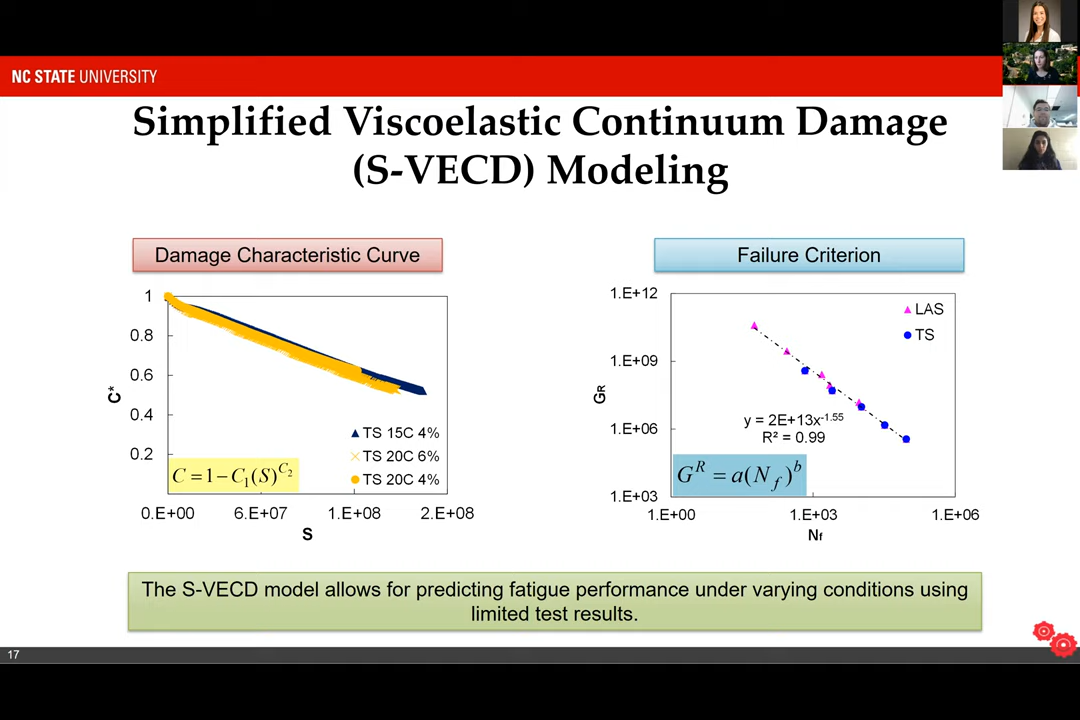 NC STATE UNIVERSITY
Simplified Viscoelastic Continuum Damage
(S-VECD) Modeling
Damage Characteristic Curve
1
0.8
0.6
0.4
0.2
C*
TS 15C 4%
TS 20C 6%
TS 20C 4%
C = 1 − C₁(S)^C₂
0.E+00 6.E+07 1.E+08 2.E+08
S
Failure Criterion
1.E+12
1.E+09
1.E+06
1.E+03
GR
LAS
TS
y = 2E+13x^-1.55
R² = 0.99
G^R = a(N_f)^b
1.E+00 1.E+03 1.E+06
Nf
The S-VECD model allows for predicting fatigue performance under varying conditions using
limited test results.
17